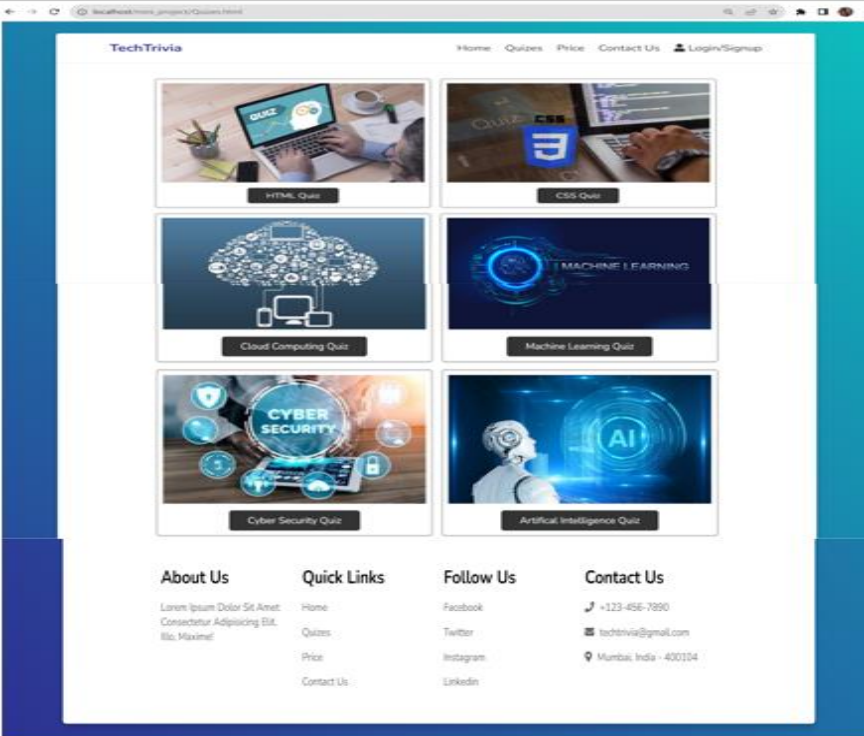 localhost/mini_project/Quizes.html
TechTrivia
Home Quizes Price Contact Us Login/Signup
QUIZ
Quiz CSS
HTML Quiz
CSS Quiz
MACHINE LEARNING
Cloud Computing Quiz
Machine Learning Quiz
CYBER
SECURITY
AI
Cyber Security Quiz
Artifical Intelligence Quiz
About Us
Lorem Ipsum Dolor Sit Amet
Consectetur Adipisicing Elit.
Illo, Maxime!
Quick Links
Home
Quizes
Price
Contact Us
Follow Us
Facebook
Twitter
Instagram
Linkedin
Contact Us
+123-456-7890
techtrivia@gmail.com
Mumbai, India - 400104